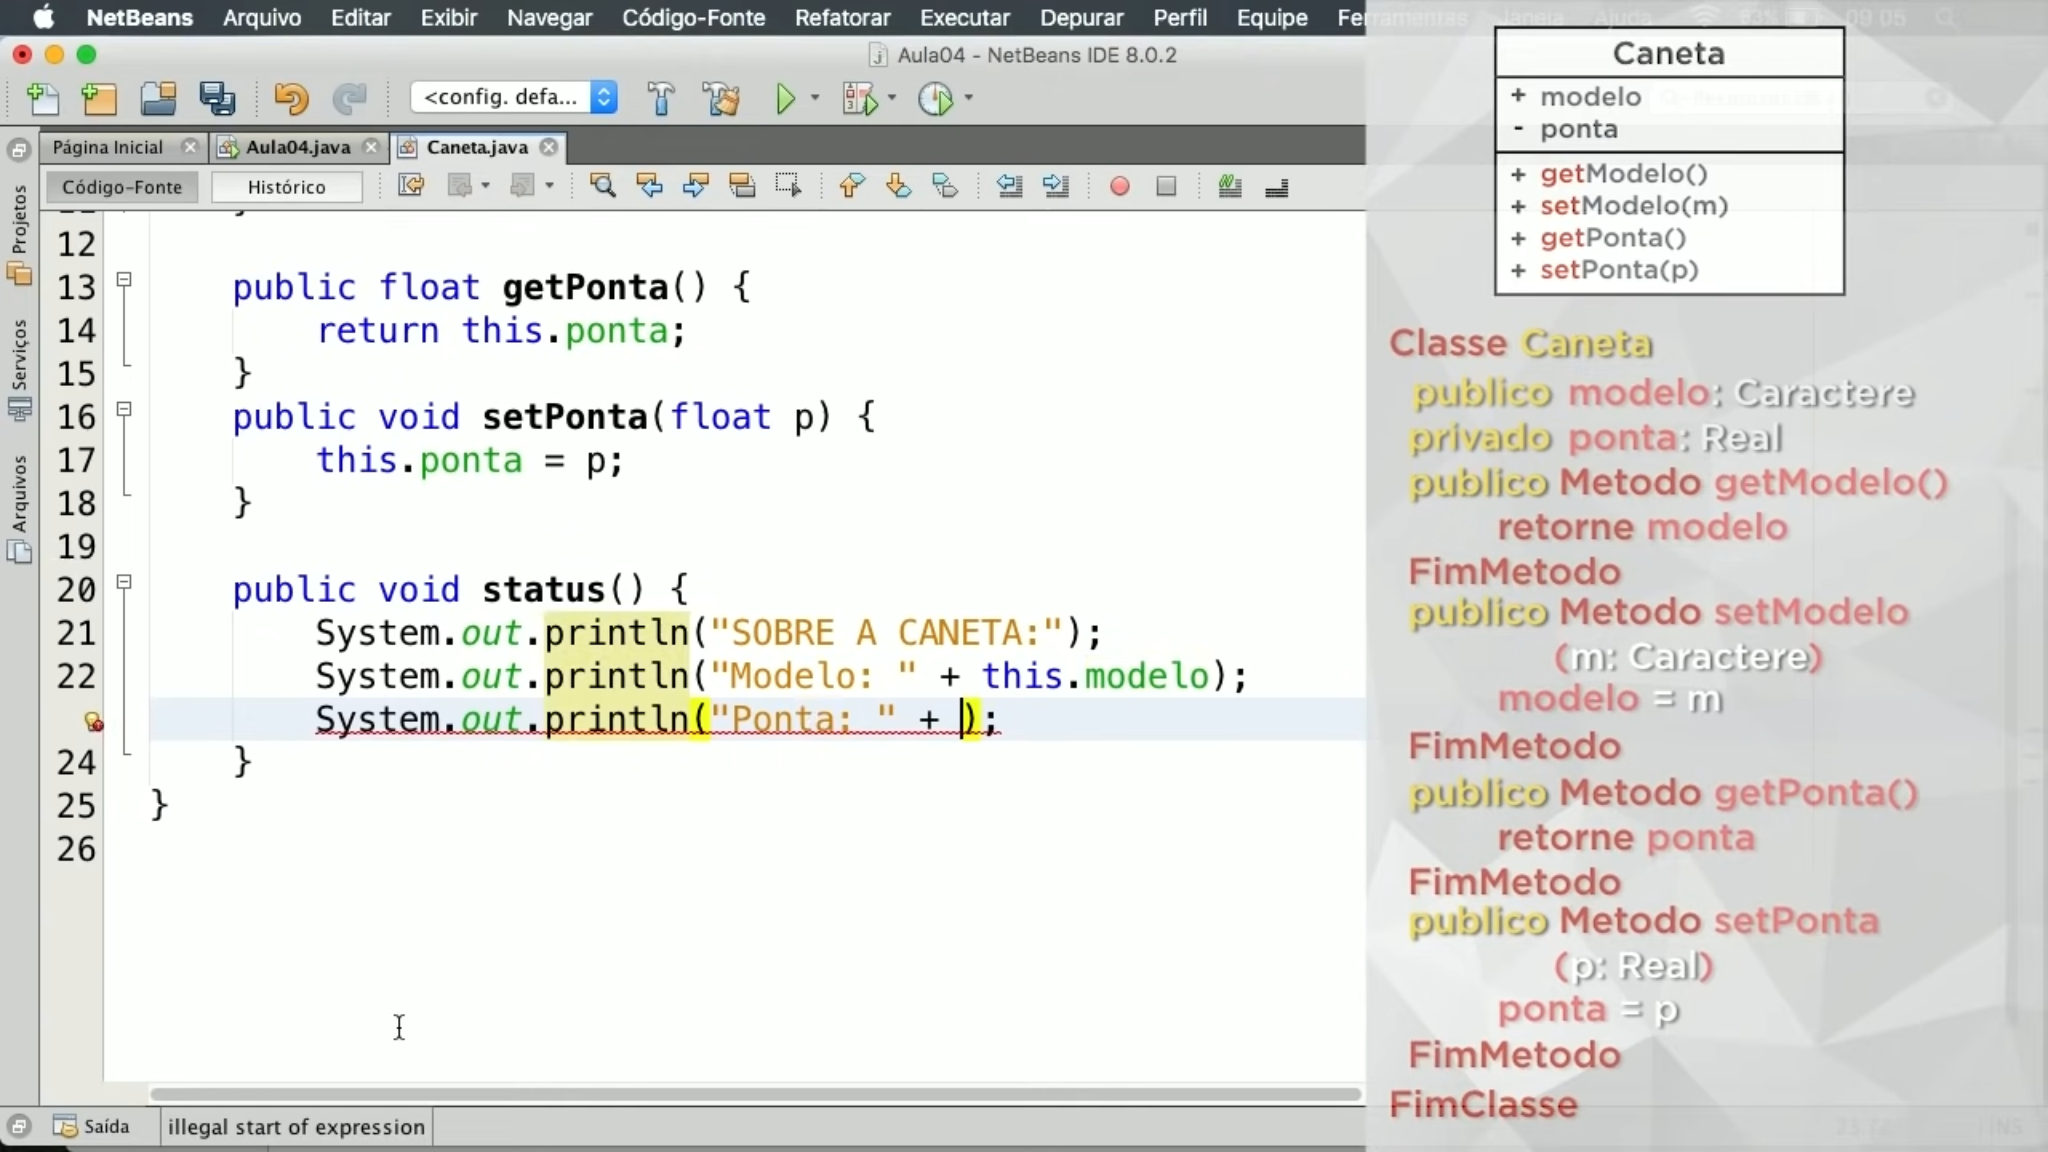 NetBeans Arquivo Editar Exibir Navegar Código-Fonte Refatorar Executar Depurar Perfil Equipe Ferramentas Janela Ajuda 09 05
Aula04 - NetBeans IDE 8.0.2
<config. defa...
Página Inicial Aula04.java Caneta.java
Código-Fonte Histórico
Projetos
Serviços
Arquivos
12
13 public float getPonta() {
14 return this.ponta;
15 }
16 public void setPonta(float p) {
17 this.ponta = p;
18 }
19
20 public void status() {
21 System.out.println("SOBRE A CANETA:");
22 System.out.println("Modelo: " + this.modelo);
System.out.println("Ponta: " + );
24 }
25 }
26
Saída illegal start of expression
Caneta
+ modelo
- ponta
+ getModelo()
+ setModelo(m)
+ getPonta()
+ setPonta(p)
Classe Caneta
publico modelo: Caractere
privado ponta: Real
publico Metodo getModelo()
retorne modelo
FimMetodo
publico Metodo setModelo
(m: Caractere)
modelo = m
FimMetodo
publico Metodo getPonta()
retorne ponta
FimMetodo
publico Metodo setPonta
(p: Real)
ponta = p
FimMetodo
FimClasse
INS